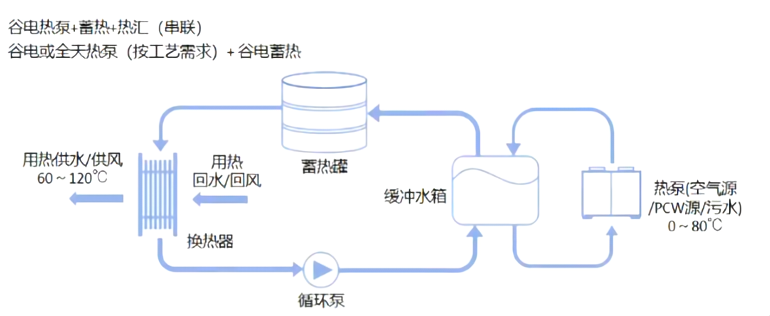 谷电热泵+蓄热+热汇（串联）
谷电或全天热泵（按工艺需求）+ 谷电蓄热
用热供水/供风
60～120℃
用热
回水/回风
换热器
蓄热罐
循环泵
缓冲水箱
热泵(空气源
/PCW源/污水)
0～80℃